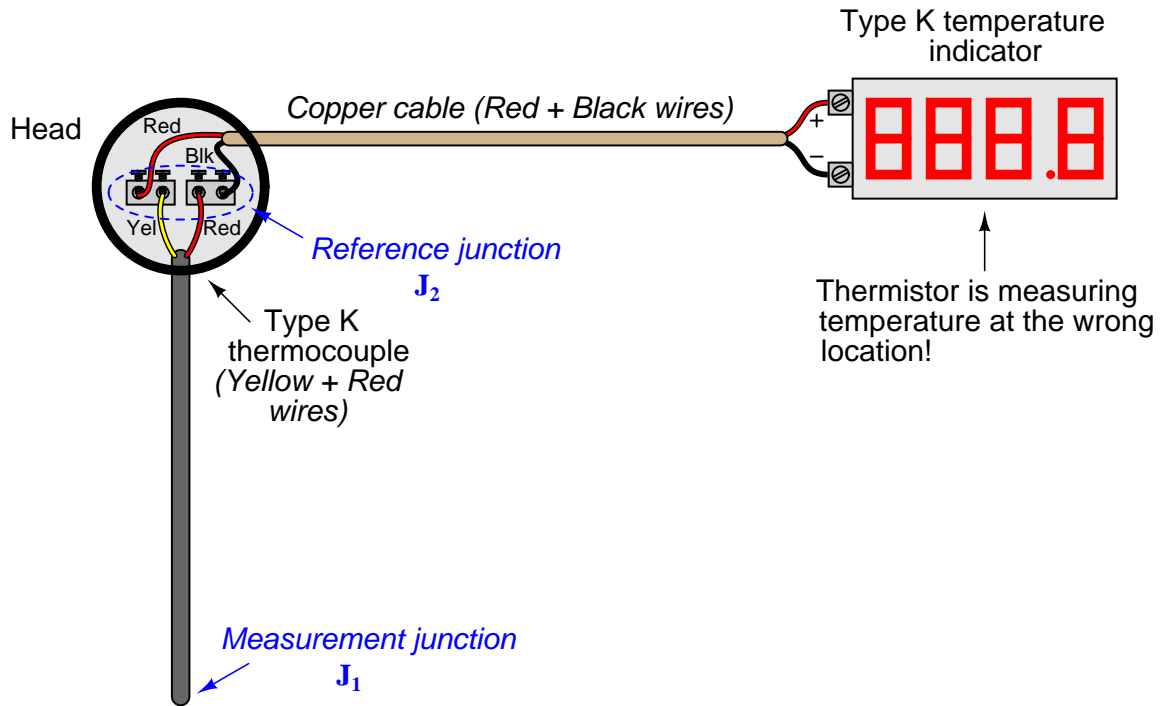 Type K temperature
indicator
Copper cable (Red + Black wires)
Head
Red
Blk
+
−
888.8
Yel
Red
Reference junction
J2
Thermistor is measuring
temperature at the wrong
location!
Type K
thermocouple
(Yellow + Red
wires)
Measurement junction
J1